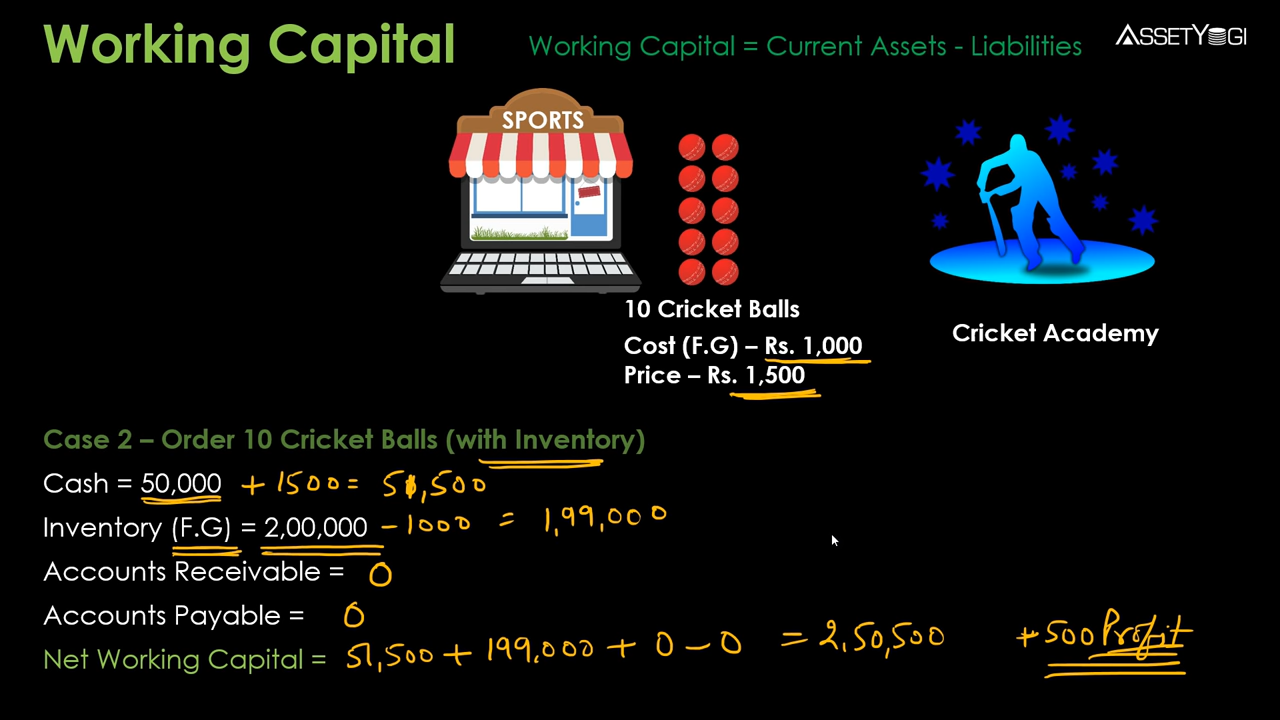 Working Capital
Working Capital = Current Assets - Liabilities
ASSETYOGI
SPORTS
10 Cricket Balls
Cost (F.G) – Rs. 1,000
Price – Rs. 1,500
Cricket Academy
Case 2 – Order 10 Cricket Balls (with Inventory)
Cash = 50,000 + 1500 = 51,500
Inventory (F.G) = 2,00,000 - 1000 = 1,99,000
Accounts Receivable = 0
Accounts Payable = 0
Net Working Capital = 51,500 + 199,000 + 0 - 0 = 2,50,500 +500 Profit